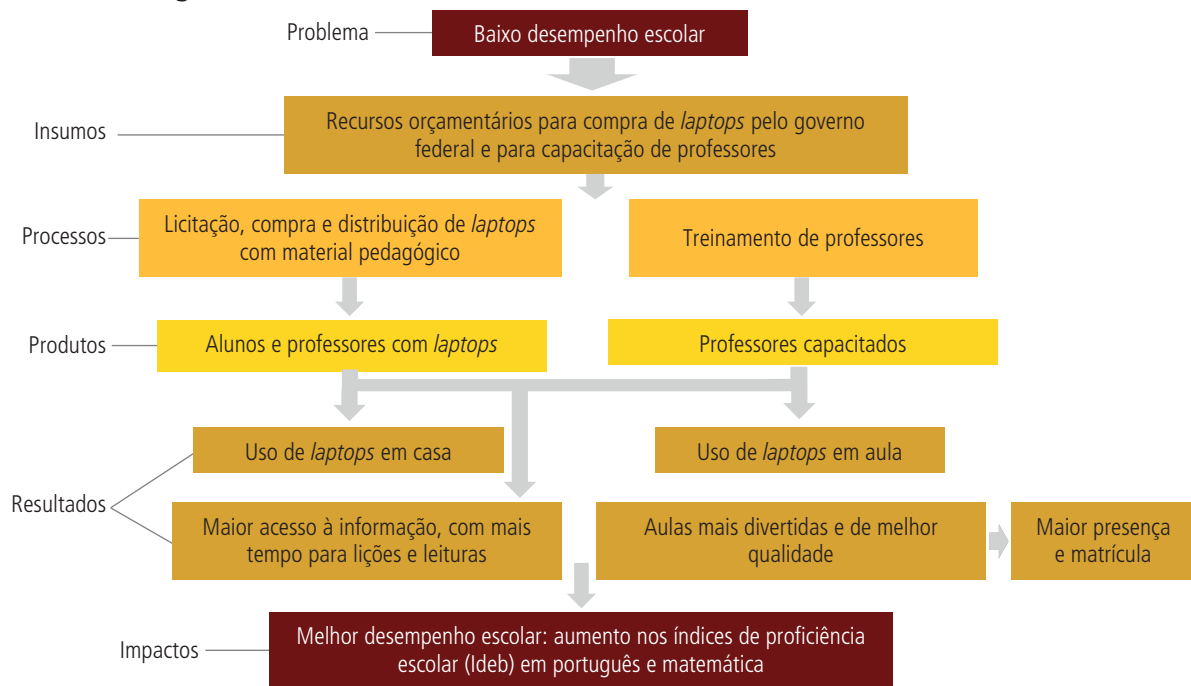 Problema
Baixo desempenho escolar
Insumos
Recursos orçamentários para compra de laptops pelo governo
federal e para capacitação de professores
Processos
Licitação, compra e distribuição de laptops
com material pedagógico
Treinamento de professores
Produtos
Alunos e professores com laptops
Professores capacitados
Resultados
Uso de laptops em casa
Uso de laptops em aula
Maior acesso à informação, com mais
tempo para lições e leituras
Aulas mais divertidas e de melhor
qualidade
Maior presença
e matrícula
Impactos
Melhor desempenho escolar: aumento nos índices de proficiência
escolar (Ideb) em português e matemática